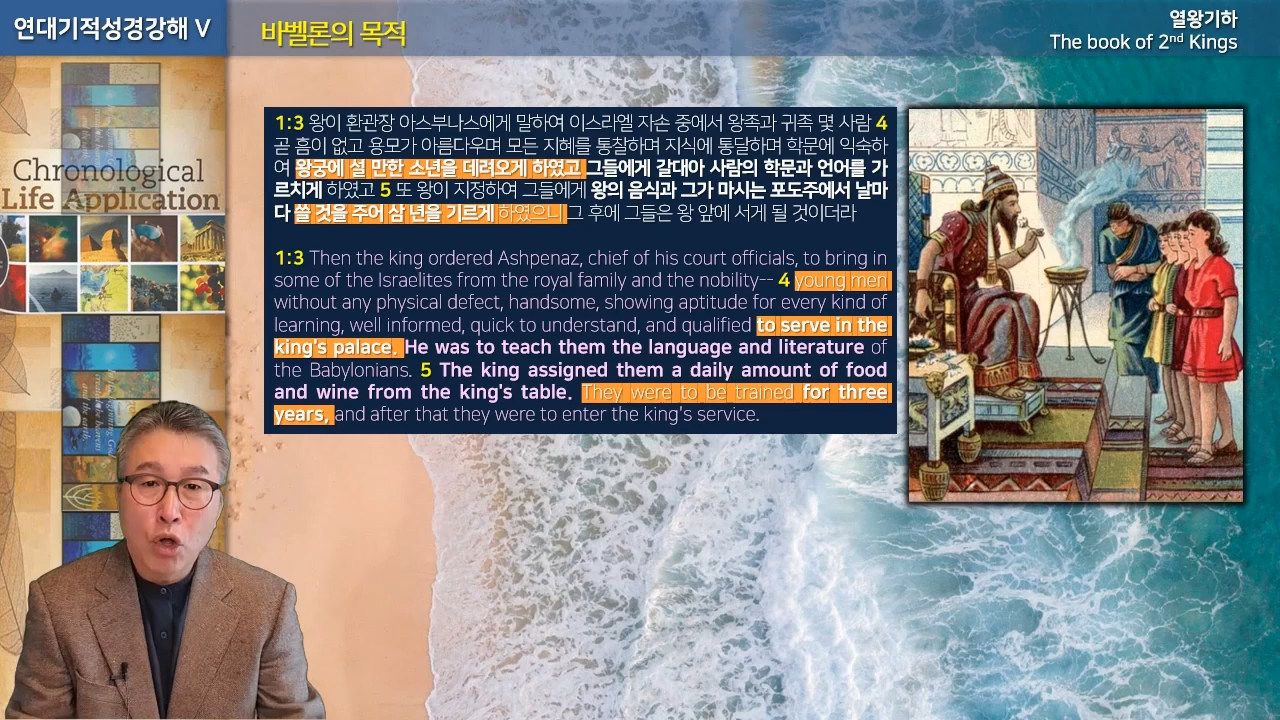 연대기적성경강해 V
바벨론의 목적
열왕기하
The book of 2nd Kings
Chronological
Life Application
1:3 왕이 환관장 아스부나스에게 말하여 이스라엘 자손 중에서 왕족과 귀족 몇 사람 4
곧 흠이 없고 용모가 아름다우며 모든 지혜를 통찰하며 지식에 통달하며 학문에 익숙하
여 왕궁에 설 만한 소년을 데려오게 하였고 그들에게 갈대아 사람의 학문과 언어를 가
르치게 하였고 5 또 왕이 지정하여 그들에게 왕의 음식과 그가 마시는 포도주에서 날마
다 쓸 것을 주어 삼 년을 기르게 하였으니 그 후에 그들은 왕 앞에 서게 될 것이더라
1:3 Then the king ordered Ashpenaz, chief of his court officials, to bring in
some of the Israelites from the royal family and the nobility-- 4 young men
without any physical defect, handsome, showing aptitude for every kind of
learning, well informed, quick to understand, and qualified to serve in the
king's palace. He was to teach them the language and literature of
the Babylonians. 5 The king assigned them a daily amount of food
and wine from the king's table. They were to be trained for three
years, and after that they were to enter the king's service.